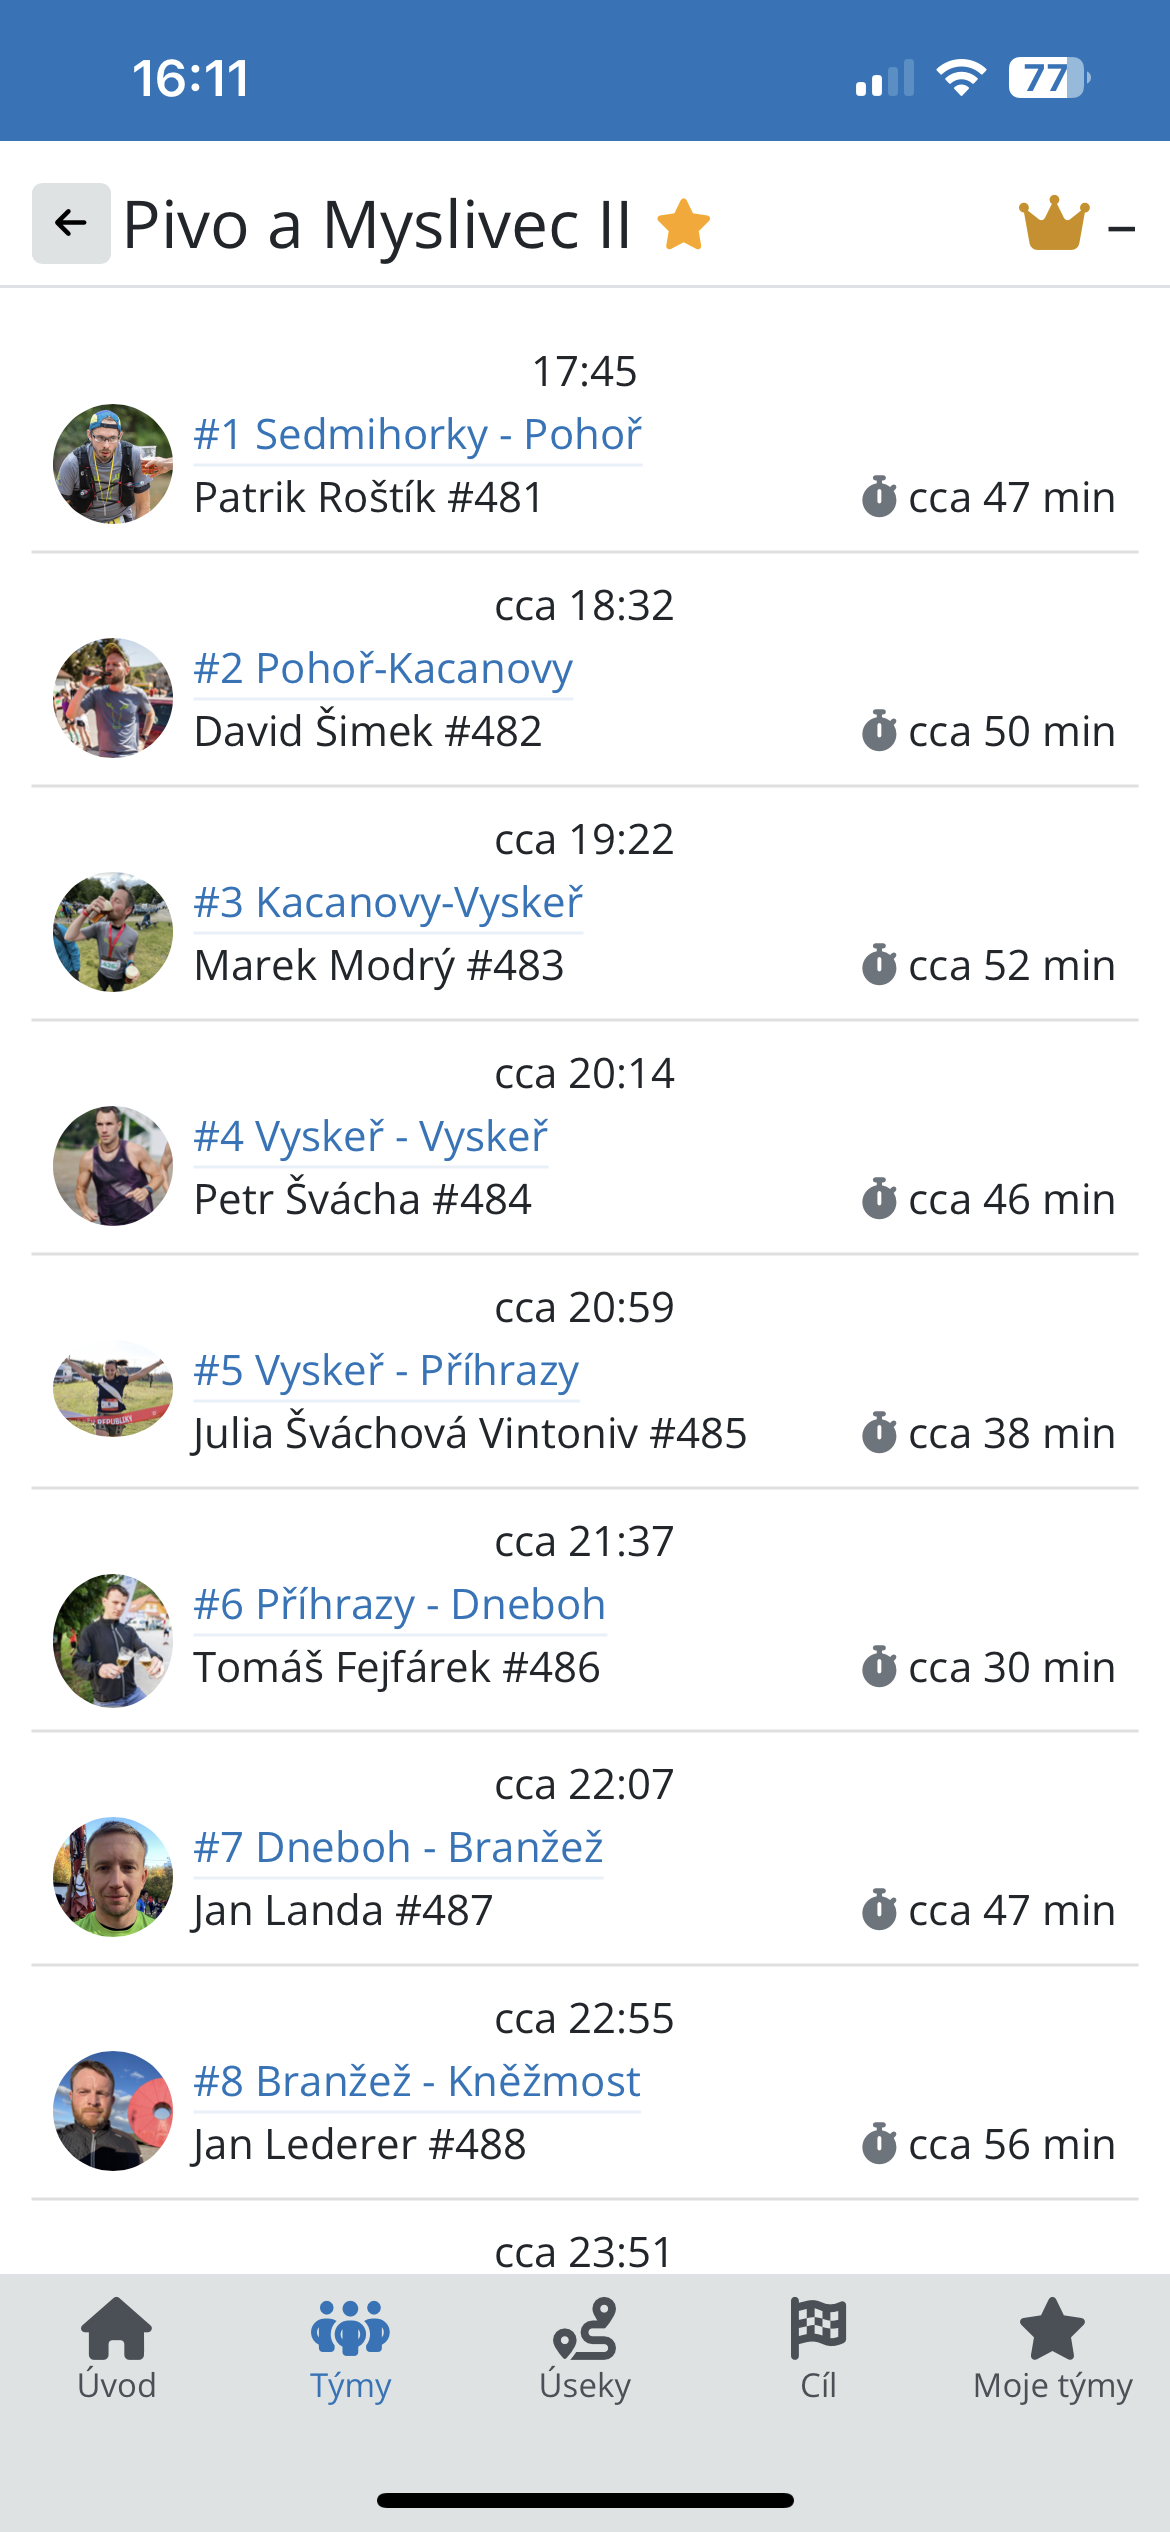 16:11
77
Pivo a Myslivec II
–
17:45
#1 Sedmihorky - Pohoř
Patrik Roštík #481
cca 47 min
cca 18:32
#2 Pohoř-Kacanovy
David Šimek #482
cca 50 min
cca 19:22
#3 Kacanovy-Vyskeř
Marek Modrý #483
cca 52 min
cca 20:14
#4 Vyskeř - Vyskeř
Petr Švácha #484
cca 46 min
cca 20:59
#5 Vyskeř - Příhrazy
Julia Šváchová Vintoniv #485
cca 38 min
cca 21:37
#6 Příhrazy - Dneboh
Tomáš Fejfárek #486
cca 30 min
cca 22:07
#7 Dneboh - Branžež
Jan Landa #487
cca 47 min
cca 22:55
#8 Branžež - Kněžmost
Jan Lederer #488
cca 56 min
cca 23:51
Úvod
Týmy
Úseky
Cíl
Moje týmy